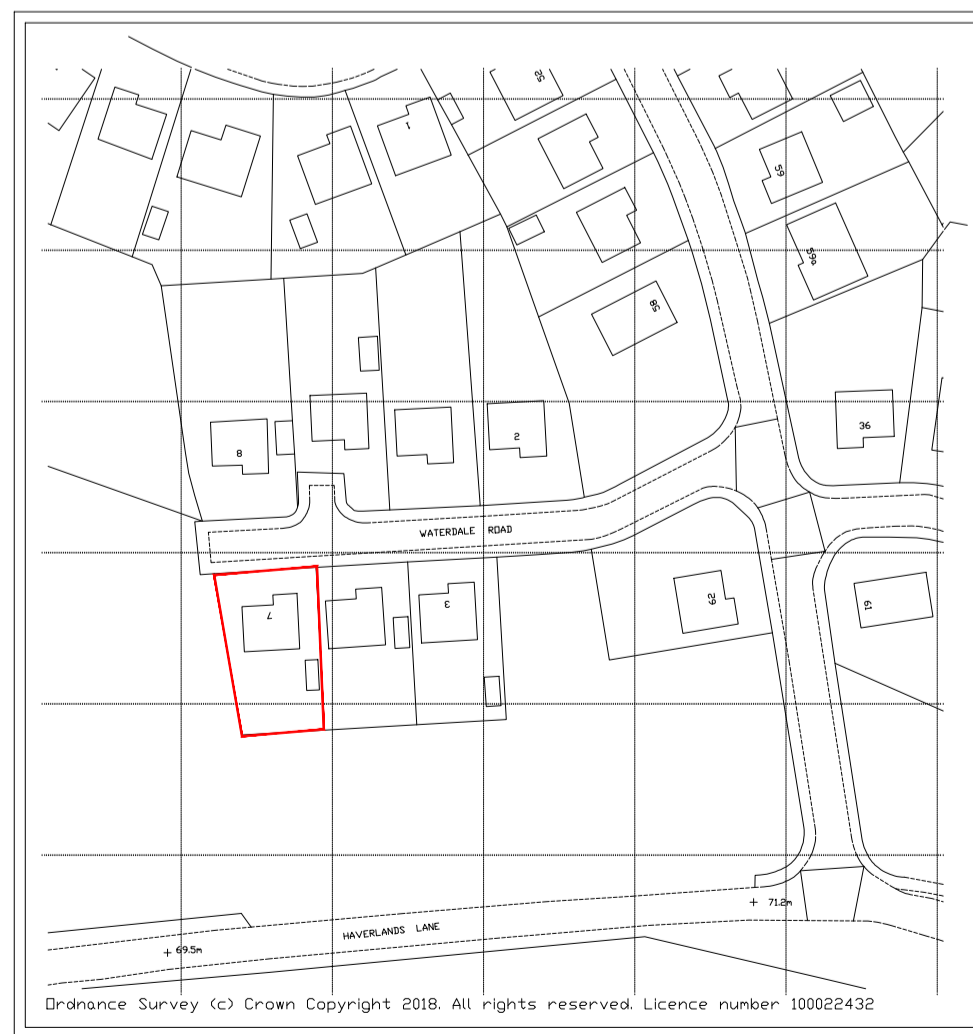 52
1
59
59a
58
8
2
36
WATERDALE ROAD
7
3
62
61
71.2m
HAVERLANDS LANE
69.5m
Ordnance Survey (c) Crown Copyright 2018. All rights reserved. Licence number 100022432